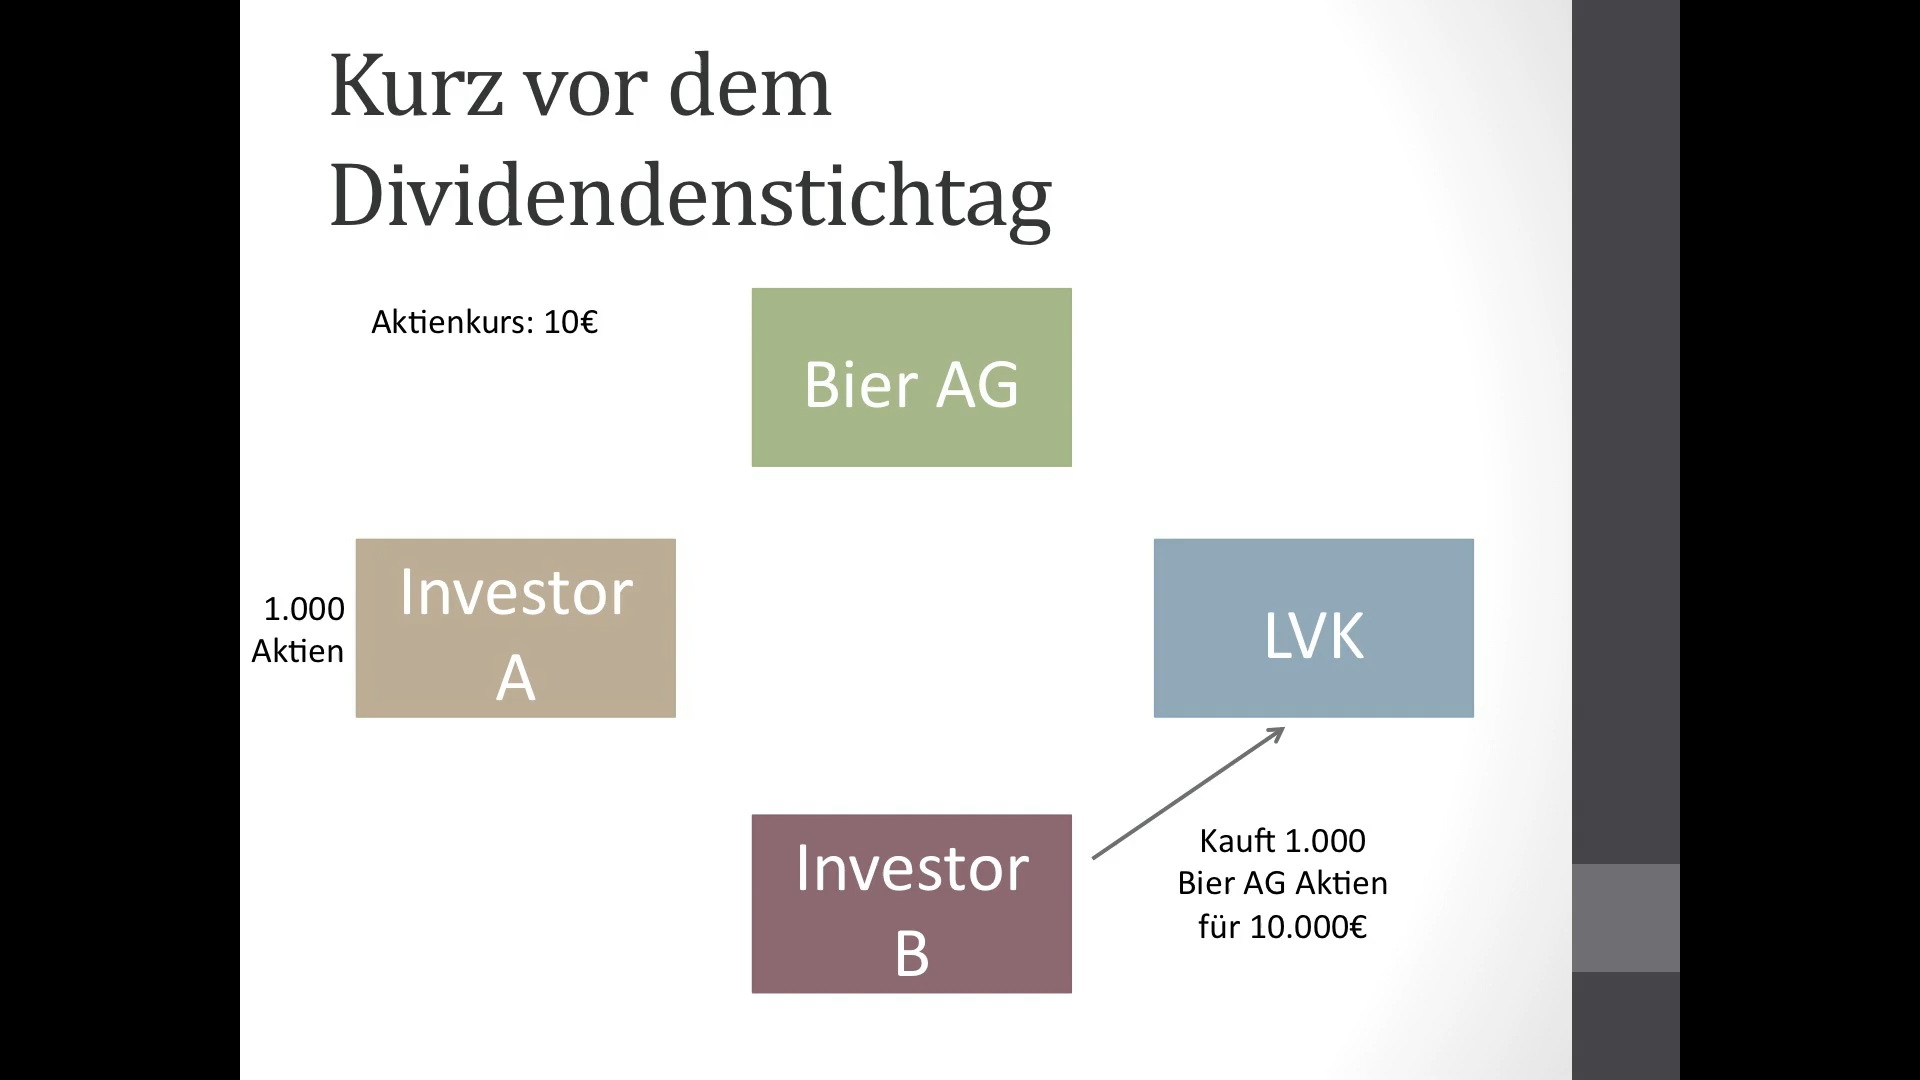 Kurz vor dem
Dividendenstichtag
Aktienkurs: 10€
Bier AG
1.000
Aktien
Investor
A
LVK
Investor
B
Kauft 1.000
Bier AG Aktien
für 10.000€